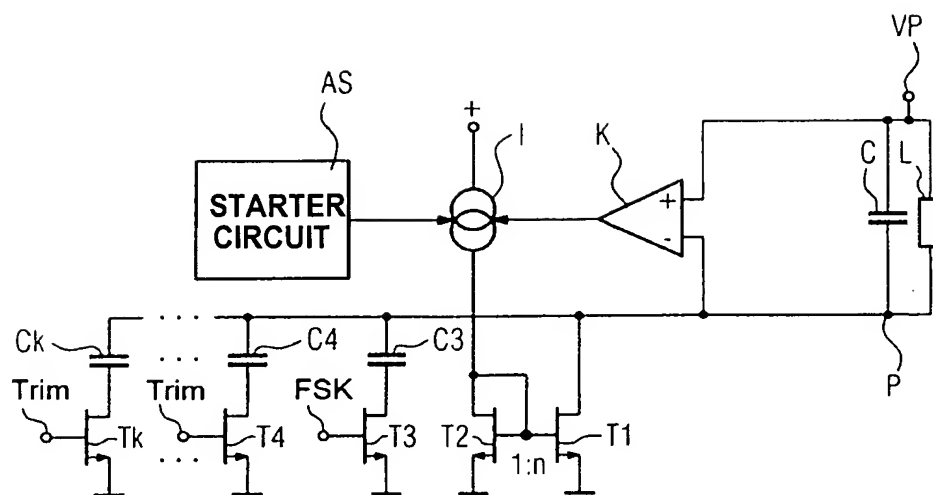 VP
AS
+
I
K
C
L
STARTER
CIRCUIT
+
-
Ck
. . . .
C4
C3
P
Trim
. . .
Trim
FSK
Tk
T4
T3
T2
T1
. . .
1:n